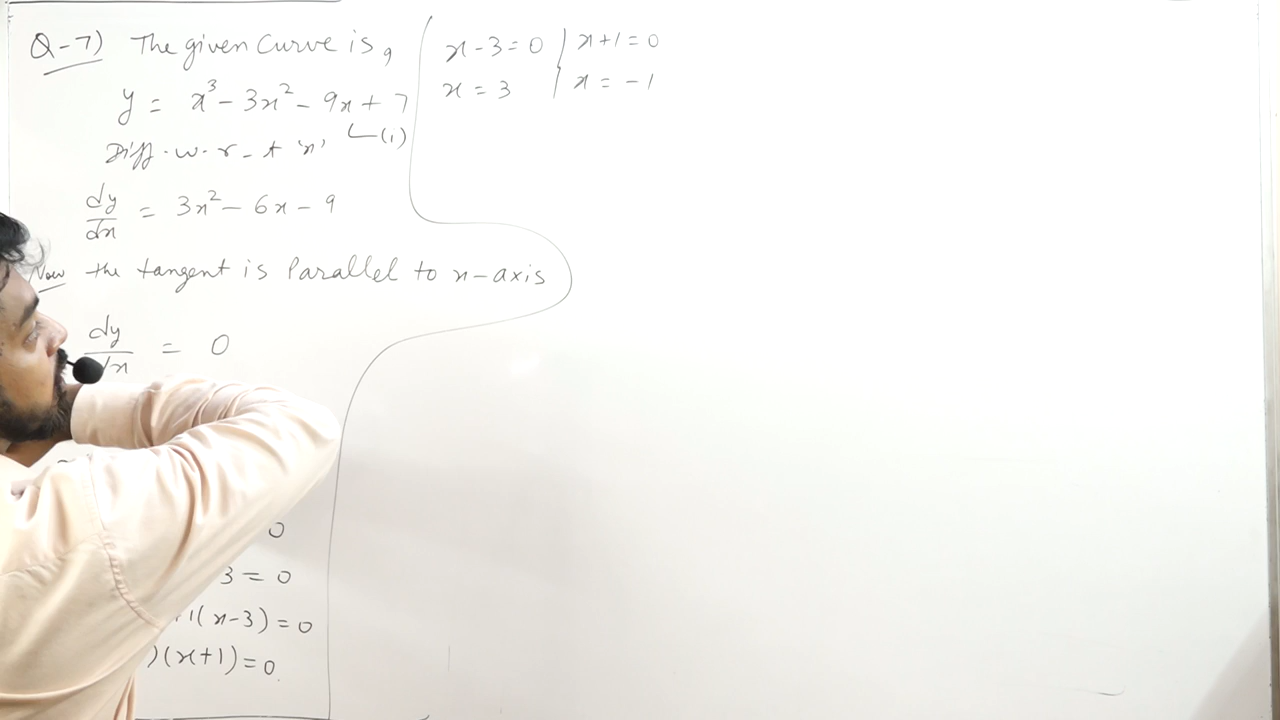 Q-7) The given Curve is,
y = x³ - 3x² - 9x + 7
(i)
Diff. w.r.t 'x'
dy/dx = 3x² - 6x - 9
Now the tangent is Parallel to x-axis
dy/dx = 0
0
3 = 0
1(x-3) = 0
)(x+1) = 0
x - 3 = 0
x = 3
x + 1 = 0
x = -1